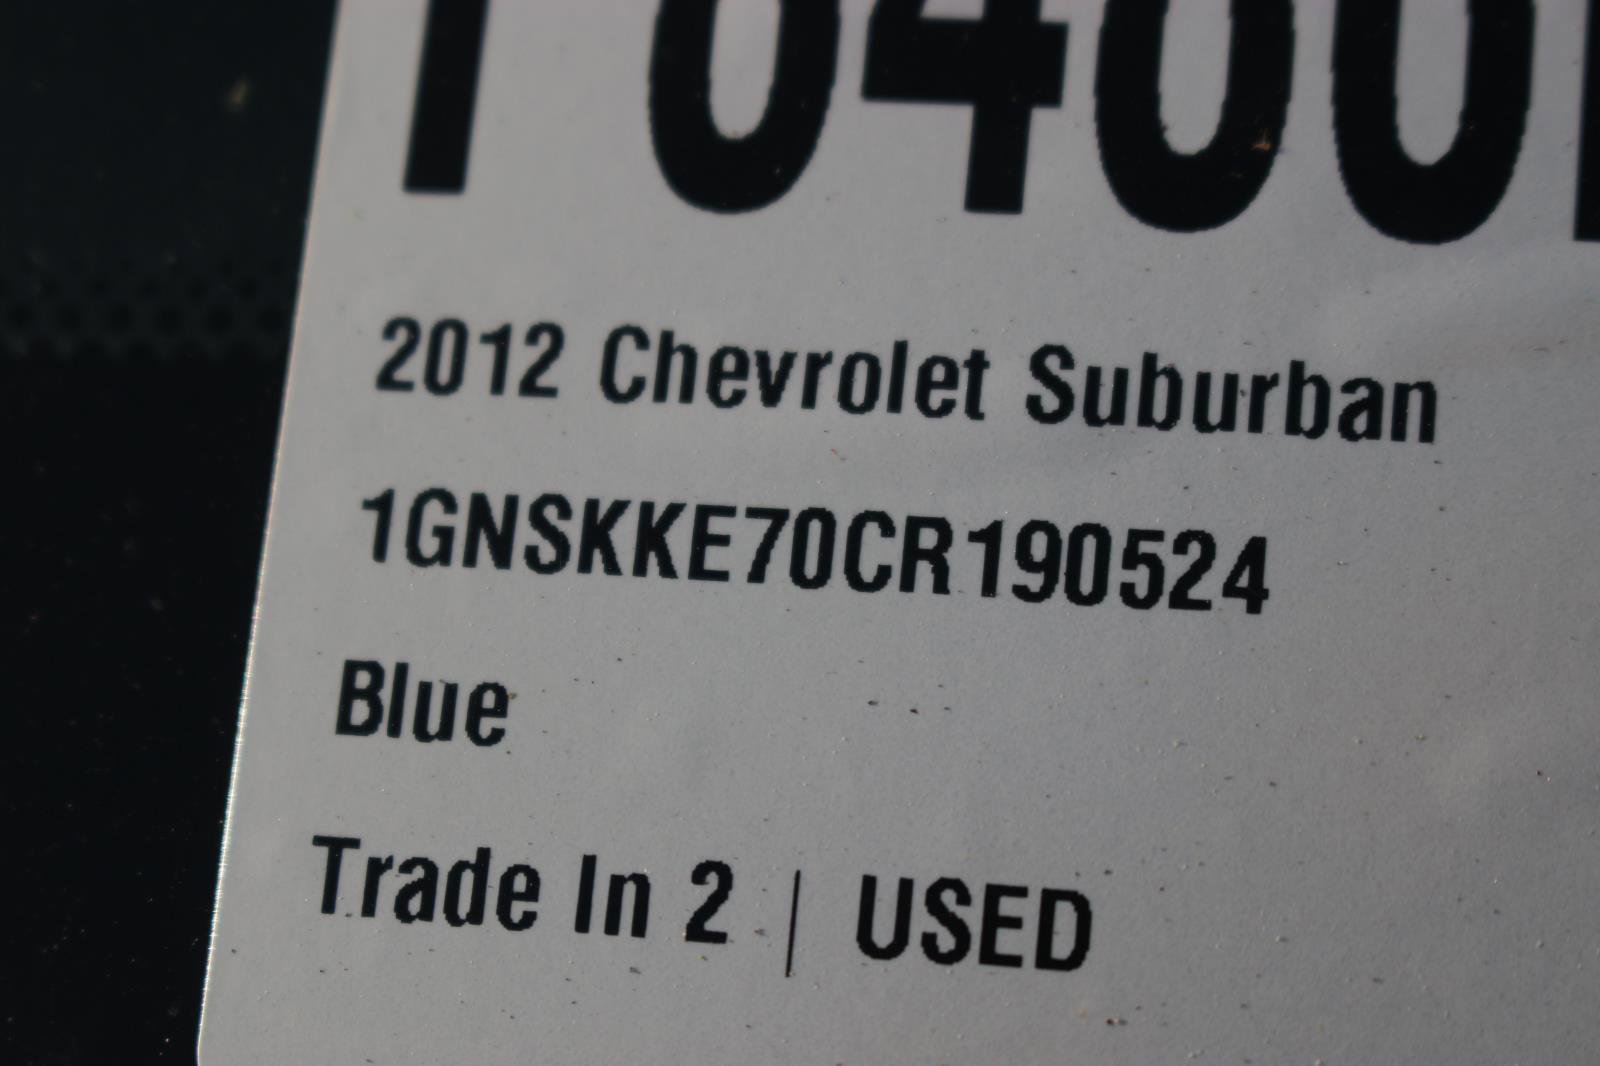 2012 Chevrolet Suburban
1GNSKKE70CR190524
Blue
Trade In 2 | USED